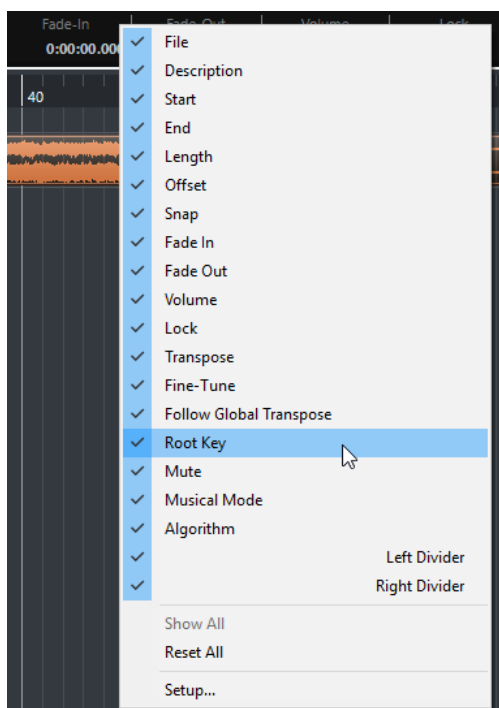 Fade-In Fade-Out Volume Lock
0:00:00.000
40
File
Description
Start
End
Length
Offset
Snap
Fade In
Fade Out
Volume
Lock
Transpose
Fine-Tune
Follow Global Transpose
Root Key
Mute
Musical Mode
Algorithm
Left Divider
Right Divider
Show All
Reset All
Setup...